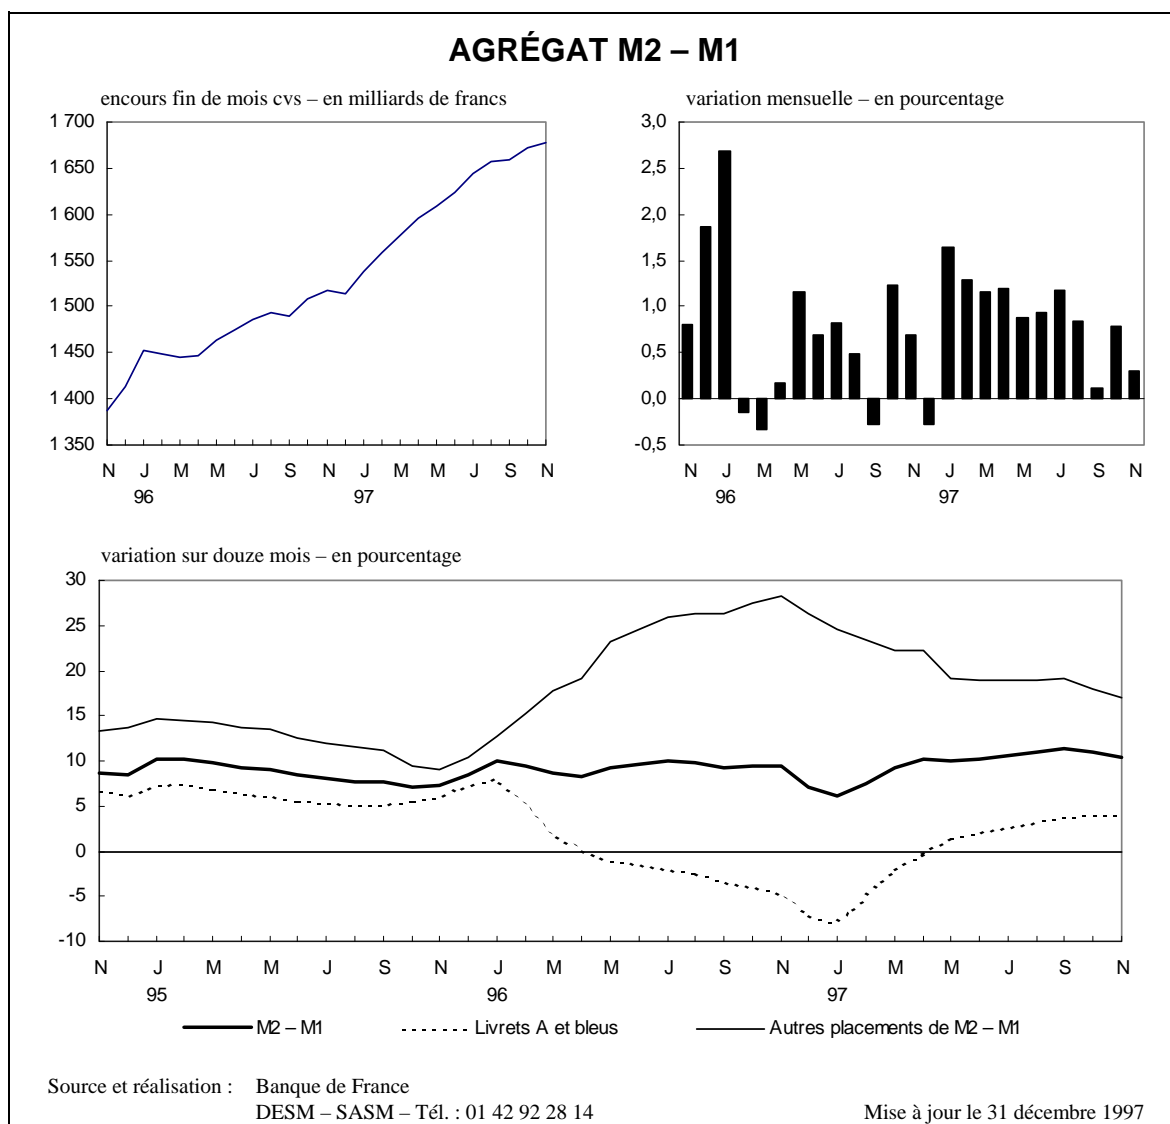 AGRÉGAT M2 – M1
encours fin de mois cvs – en milliards de francs
1 700
1 650
1 600
1 550
1 500
1 450
1 400
1 350
N J M M J S N J M M J S N
96 97
variation mensuelle – en pourcentage
3,0
2,5
2,0
1,5
1,0
0,5
0,0
-0,5
N J M M J S N J M M J S N
96 97
variation sur douze mois – en pourcentage
30
25
20
15
10
5
0
-5
-10
N J M M J S N J M M J S N J M M J S N
95 96 97
M2 – M1 Livrets A et bleus Autres placements de M2 – M1
Source et réalisation : Banque de France
DESM – SASM – Tél. : 01 42 92 28 14 Mise à jour le 31 décembre 1997